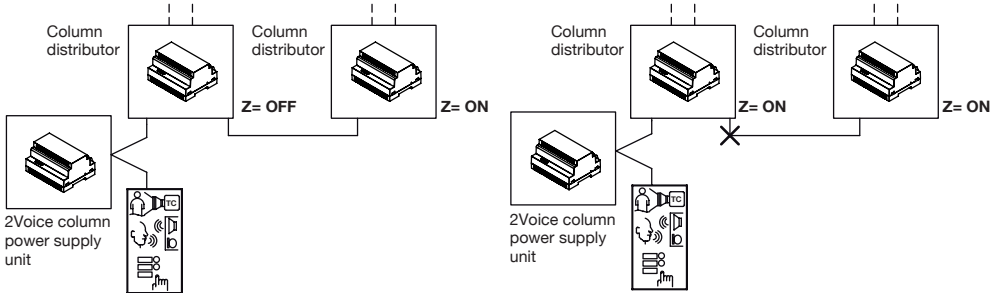 Column
distributor
Column
distributor
Z= OFF
Z= ON
2Voice column
power supply
unit
TC
Column
distributor
Column
distributor
Z= ON
Z= ON
2Voice column
power supply
unit
TC